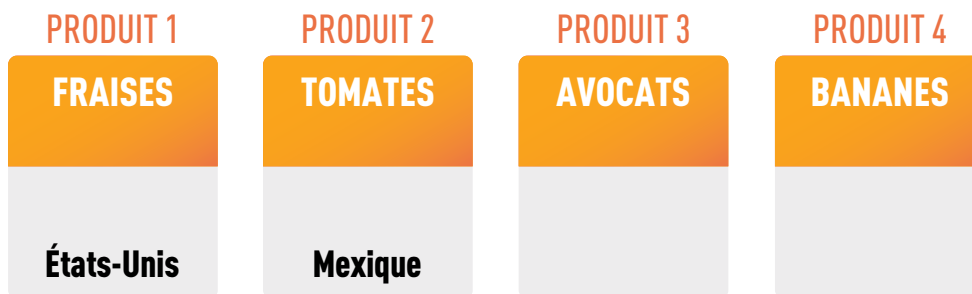 PRODUIT 1
PRODUIT 2
PRODUIT 3
PRODUIT 4
FRAISES
TOMATES
AVOCATS
BANANES
États-Unis
Mexique